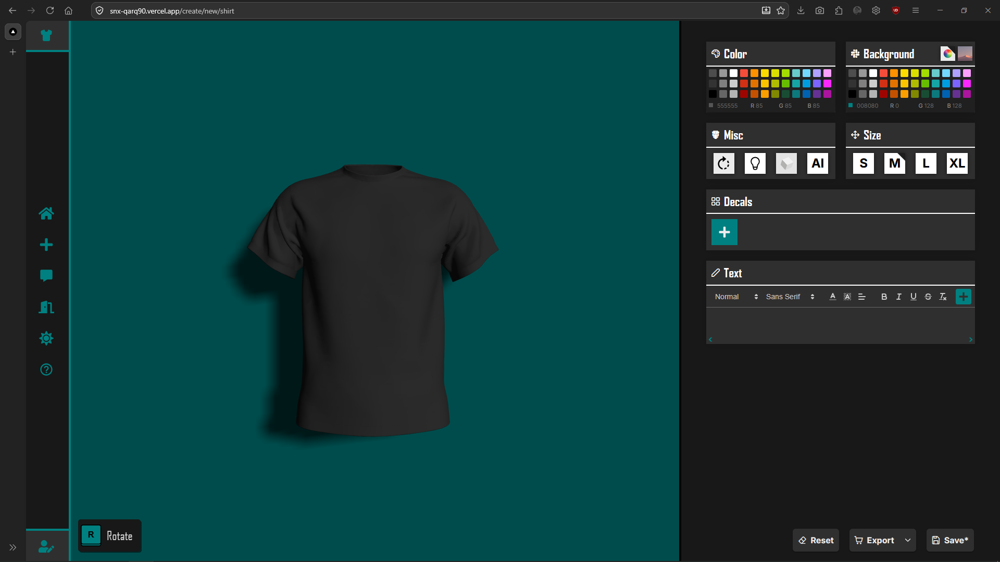 snx-qarq90.vercel.app/create/new/shirt
Color
Background
555555 R 85 G 85 B 85
008080 R 0 G 128 B 128
Misc
Size
AI
S M L XL
Decals
Text
Normal Sans Serif A A B I U S Tx
R Rotate
Reset Export Save*